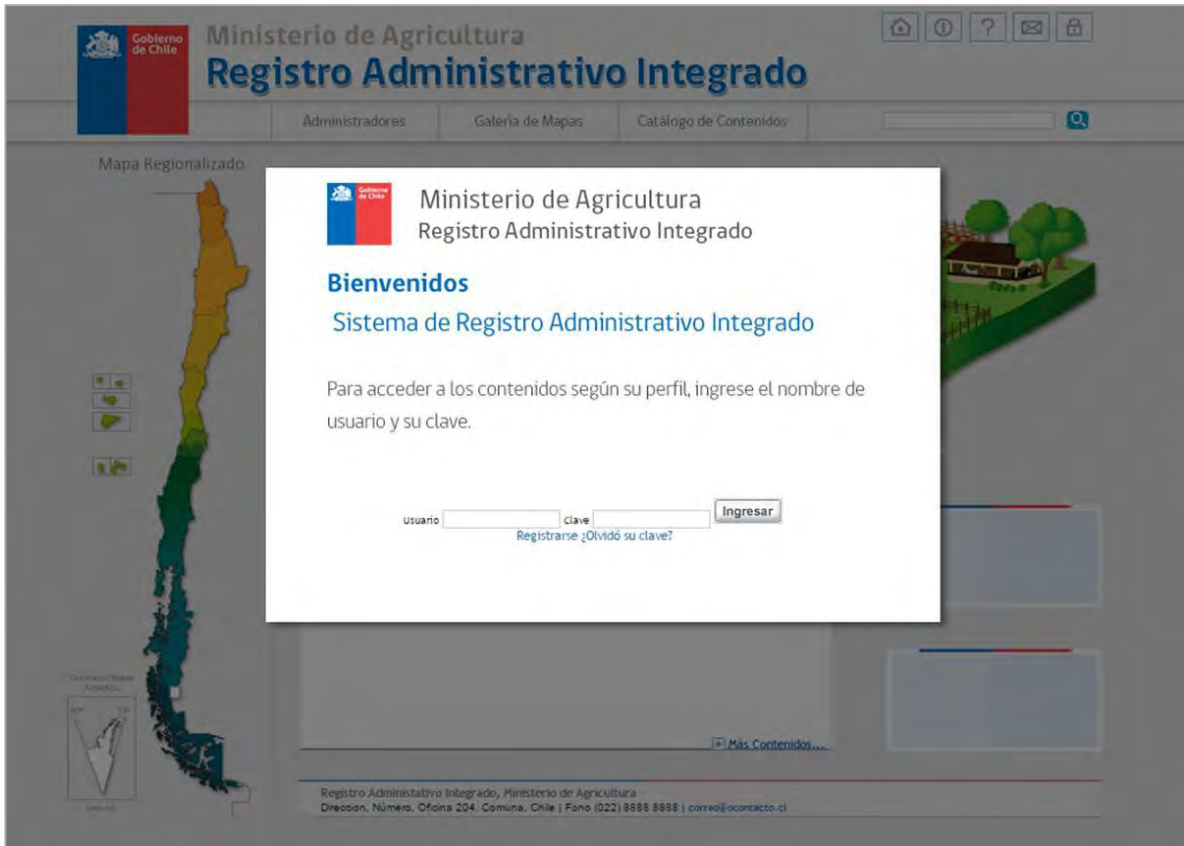 Gobierno
de Chile
Ministerio de Agricultura
Registro Administrativo Integrado
Administradores
Galería de Mapas
Catálogo de Contenidos
Mapa Regionalizado
Gobierno
de Chile
Ministerio de Agricultura
Registro Administrativo Integrado
Bienvenidos
Sistema de Registro Administrativo Integrado
Para acceder a los contenidos según su perfil, ingrese el nombre de
usuario y su clave.
Usuario
Clave
Ingresar
Registrarse ¿Olvidó su clave?
Más Contenidos...
Registro Administativo Integrado, Ministerio de Agricultura
Direccion, Número, Oficina 204, Comuna, Chile | Fono (022) 8888 8888 | correo@ocontacto.cl